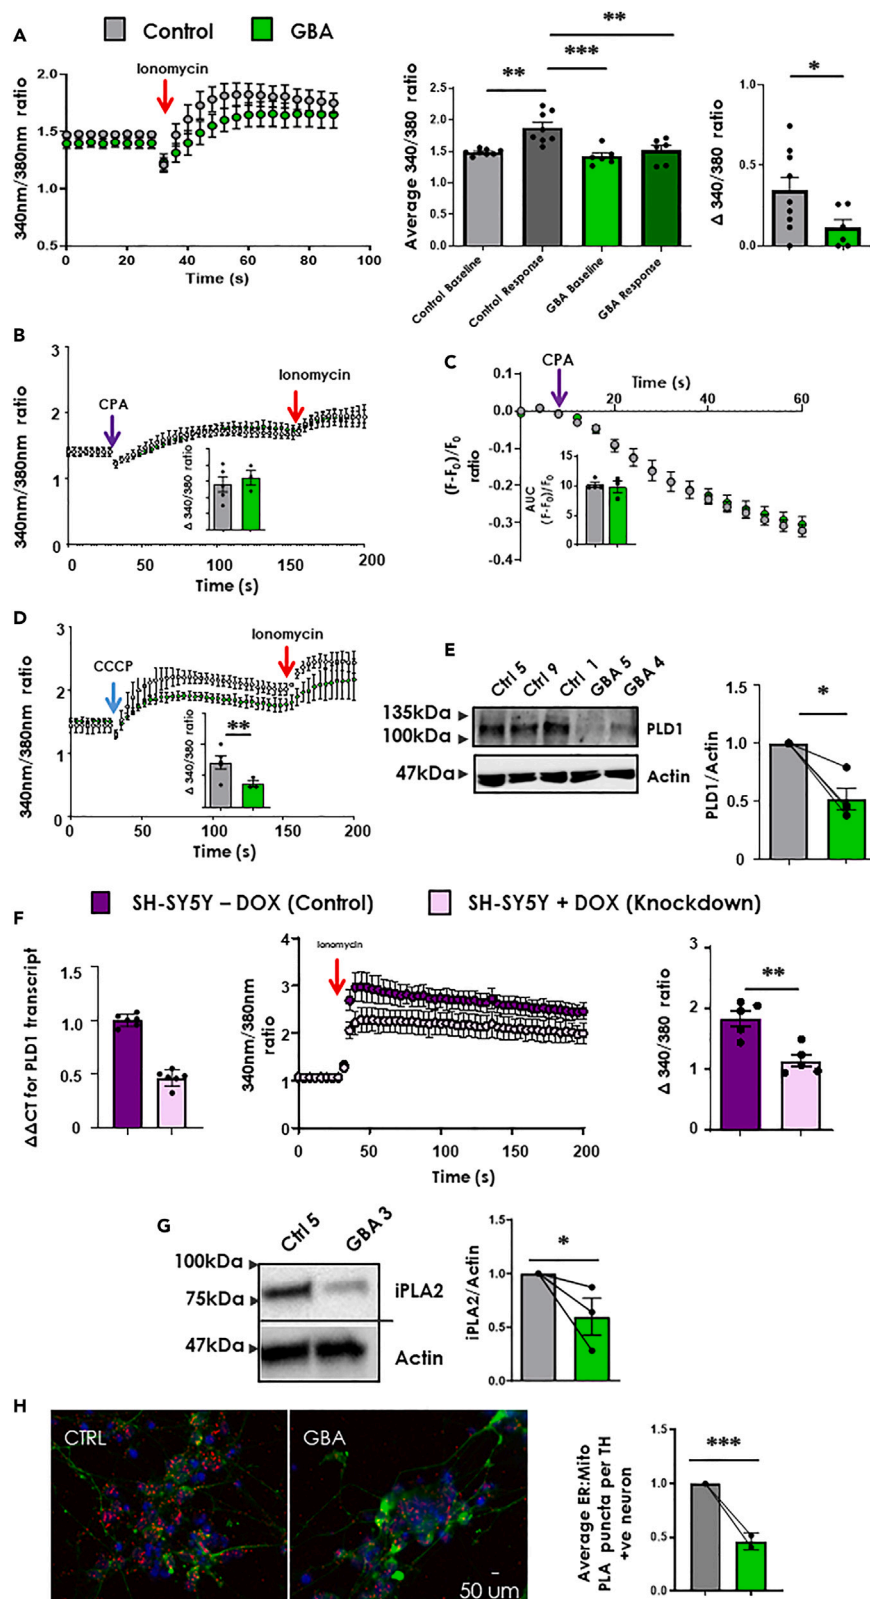 A
Control
GBA
340nm/380nm ratio
2.0
1.5
1.0
0.5
0
20
40
60
80
100
Time (s)
Ionomycin
Average 340/380 ratio
2.5
2.0
1.5
1.0
0.5
0.0
**
***
**
Control Baseline
Control Response
GBA Baseline
GBA Response
Δ 340/380 ratio
1.0
0.5
0.0
*
B
340nm/380nm ratio
3
2
1
0
0
50
100
150
200
Time (s)
CPA
Ionomycin
Δ 340/380 ratio
C
CPA
Time (s)
(F-F₀)/F₀
ratio
0.1
0.0
-0.1
-0.2
-0.3
-0.4
20
40
60
AUC
(F-F₀)/F₀
15
10
5
0
D
340nm/380nm ratio
3
2
1
0
0
50
100
150
200
Time (s)
CCCP
Ionomycin
Δ 340/380 ratio
**
E
Ctrl 5
Ctrl 9
Ctrl 1
GBA 5
GBA 4
135kDa
100kDa
47kDa
PLD1
Actin
PLD1/Actin
1.5
1.0
0.5
0
*
SH-SY5Y – DOX (Control)
SH-SY5Y + DOX (Knockdown)
F
ΔΔCT for PLD1 transcript
1.5
1.0
0.5
0
340nm/380nm
ratio
4
3
2
1
0
0
50
100
150
200
Time (s)
Ionomycin
Δ 340/380 ratio
3
2
1
0
**
G
Ctrl 5
GBA 3
100kDa
75kDa
47kDa
iPLA2
Actin
iPLA2/Actin
1.5
1.0
0.5
0.0
*
H
CTRL
GBA
50 um
Average ER:Mito
PLA puncta per TH
+ve neuron
1.5
1.0
0.5
0.0
***